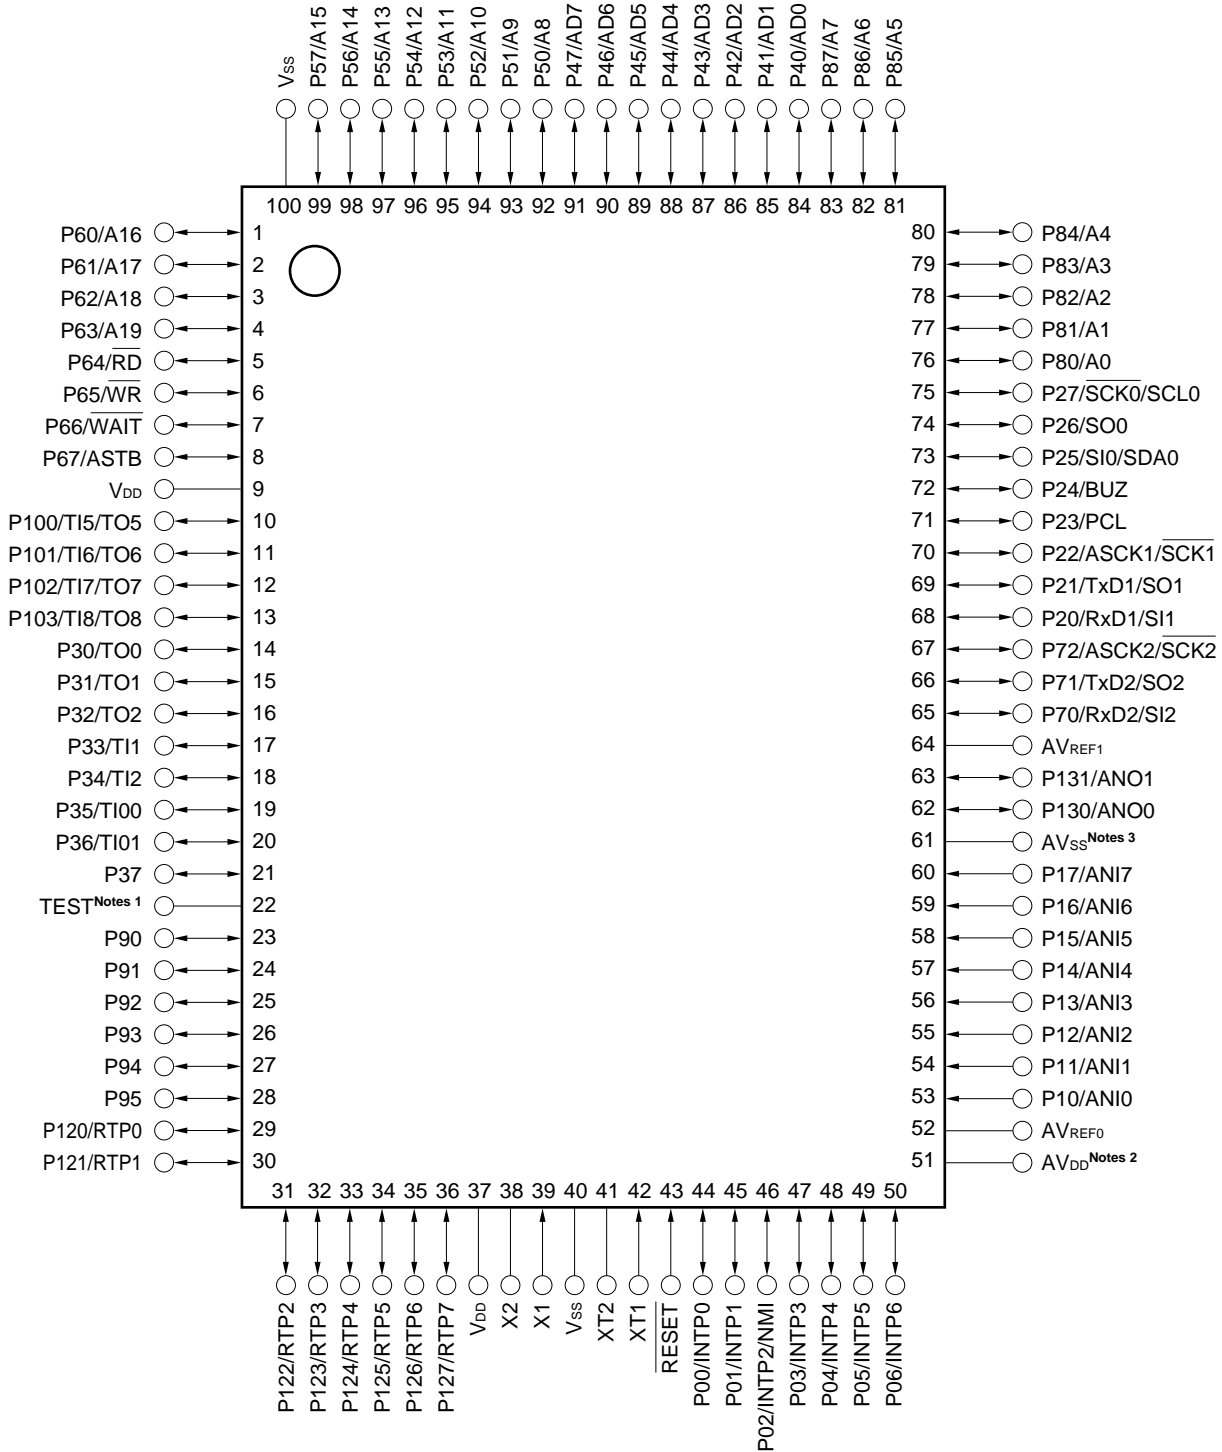 Vss
P57/A15
P56/A14
P55/A13
P54/A12
P53/A11
P52/A10
P51/A9
P50/A8
P47/AD7
P46/AD6
P45/AD5
P44/AD4
P43/AD3
P42/AD2
P41/AD1
P40/AD0
P87/A7
P86/A6
P85/A5
100 99 98 97 96 95 94 93 92 91 90 89 88 87 86 85 84 83 82 81
P60/A16 1 80 P84/A4
P61/A17 2 79 P83/A3
P62/A18 3 78 P82/A2
P63/A19 4 77 P81/A1
P64/RD 5 76 P80/A0
P65/WR 6 75 P27/SCK0/SCL0
P66/WAIT 7 74 P26/SO0
P67/ASTB 8 73 P25/SI0/SDA0
VDD 9 72 P24/BUZ
P100/TI5/TO5 10 71 P23/PCL
P101/TI6/TO6 11 70 P22/ASCK1/SCK1
P102/TI7/TO7 12 69 P21/TxD1/SO1
P103/TI8/TO8 13 68 P20/RxD1/SI1
P30/TO0 14 67 P72/ASCK2/SCK2
P31/TO1 15 66 P71/TxD2/SO2
P32/TO2 16 65 P70/RxD2/SI2
P33/TI1 17 64 AVREF1
P34/TI2 18 63 P131/ANO1
P35/TI00 19 62 P130/ANO0
P36/TI01 20 61 AVss Notes 3
P37 21 60 P17/ANI7
TEST Notes 1 22 59 P16/ANI6
P90 23 58 P15/ANI5
P91 24 57 P14/ANI4
P92 25 56 P13/ANI3
P93 26 55 P12/ANI2
P94 27 54 P11/ANI1
P95 28 53 P10/ANI0
P120/RTP0 29 52 AVREF0
P121/RTP1 30 51 AVDD Notes 2
31 32 33 34 35 36 37 38 39 40 41 42 43 44 45 46 47 48 49 50
P122/RTP2
P123/RTP3
P124/RTP4
P125/RTP5
P126/RTP6
P127/RTP7
VDD
X2
X1
Vss
XT2
XT1
RESET
P00/INTP0
P01/INTP1
P02/INTP2/NMI
P03/INTP3
P04/INTP4
P05/INTP5
P06/INTP6